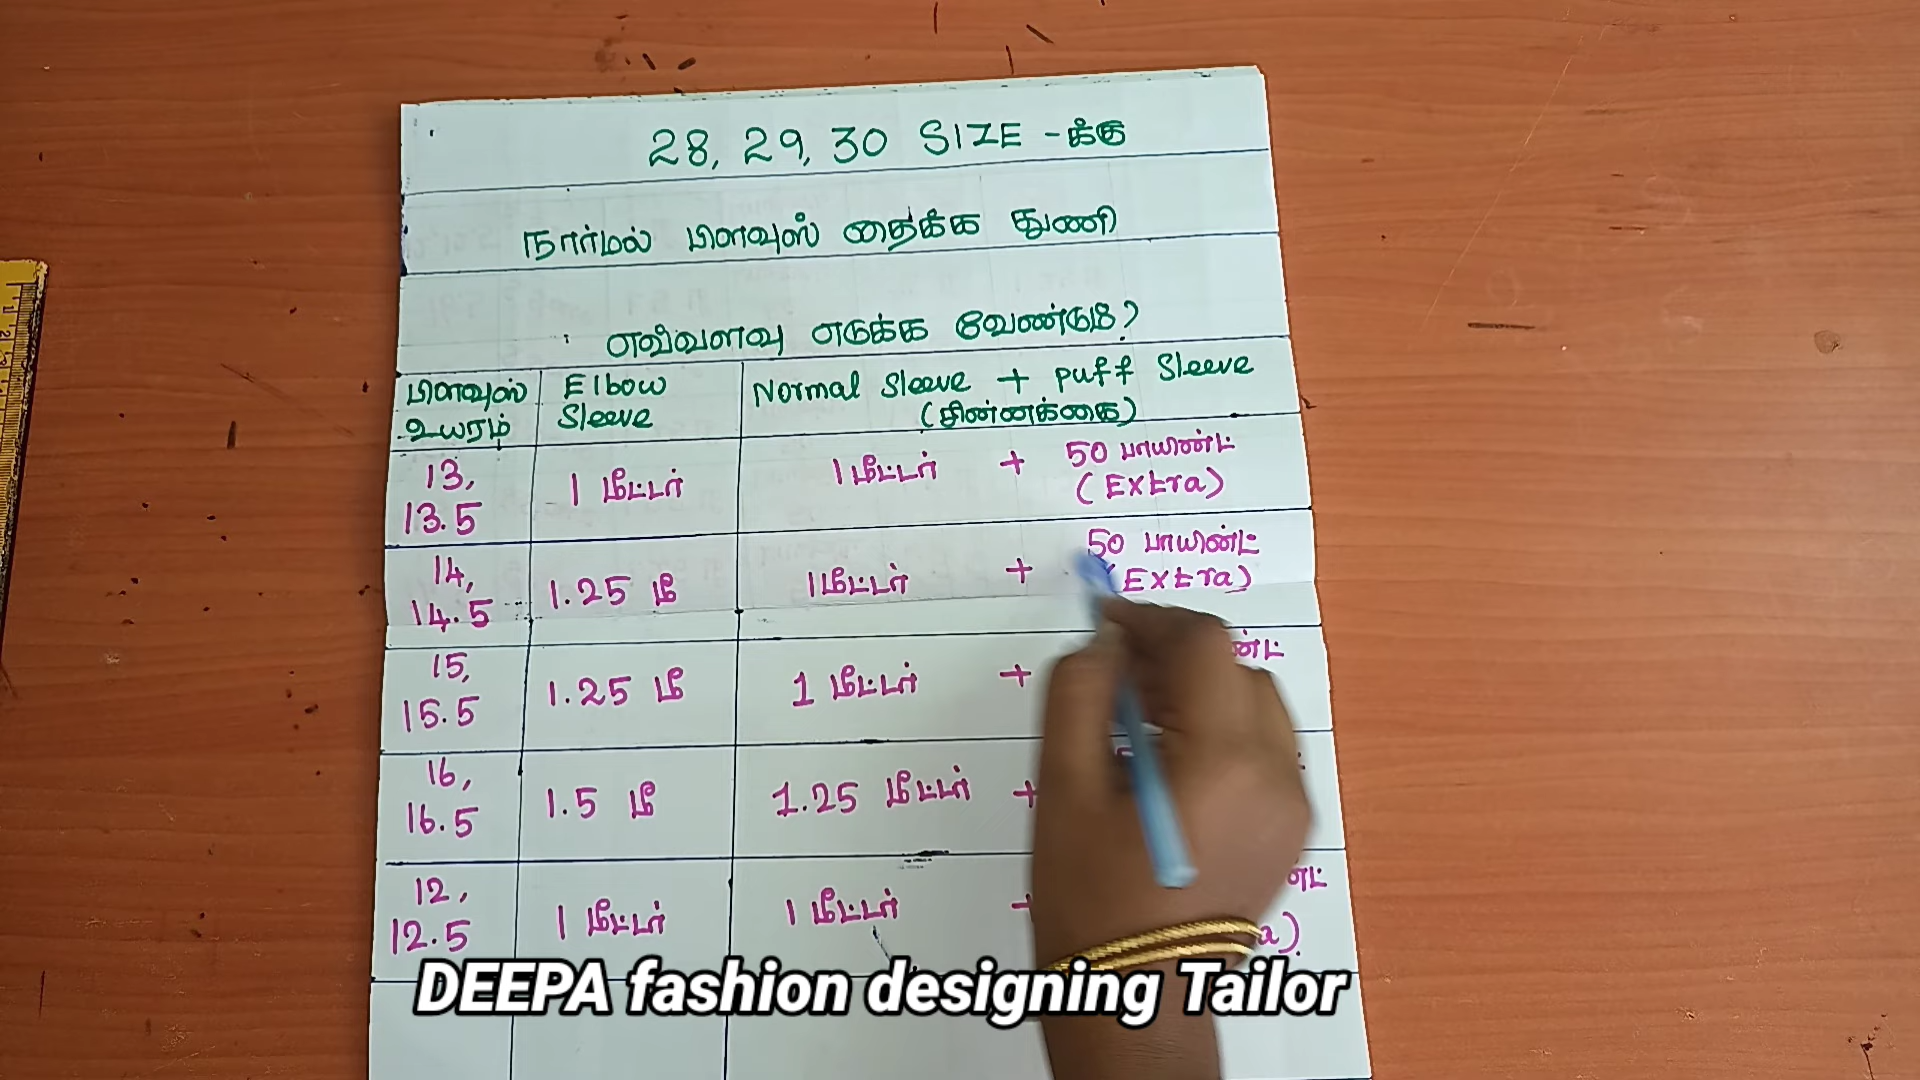 28, 29, 30 SIZE -க்கு
நார்மல் பிளவுஸ் தைக்க துணி
எவ்வளவு எடுக்க வேண்டும்?
பிளவுஸ் உயரம்
Elbow Sleeve
Normal Sleeve + puff Sleeve
(சின்னக்கை)
13, 13.5
1 மீட்டர்
1 மீட்டர் + 50 பாயிண்ட்
(Extra)
14, 14.5
1.25 மீ
1மீட்டர் + 50 பாயிண்ட்
(Extra)
15, 15.5
1.25 மீ
1 மீட்டர் +
16, 16.5
1.5 மீ
1.25 மீட்டர் +
12, 12.5
1 மீட்டர்
1 மீட்டர் +
DEEPA fashion designing Tailor